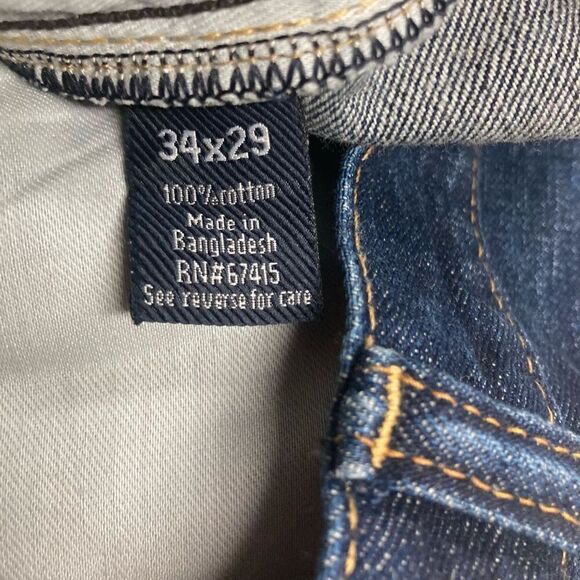 34x29
100%cotton
Made in
Bangladesh
RN#67415
See reverse for care